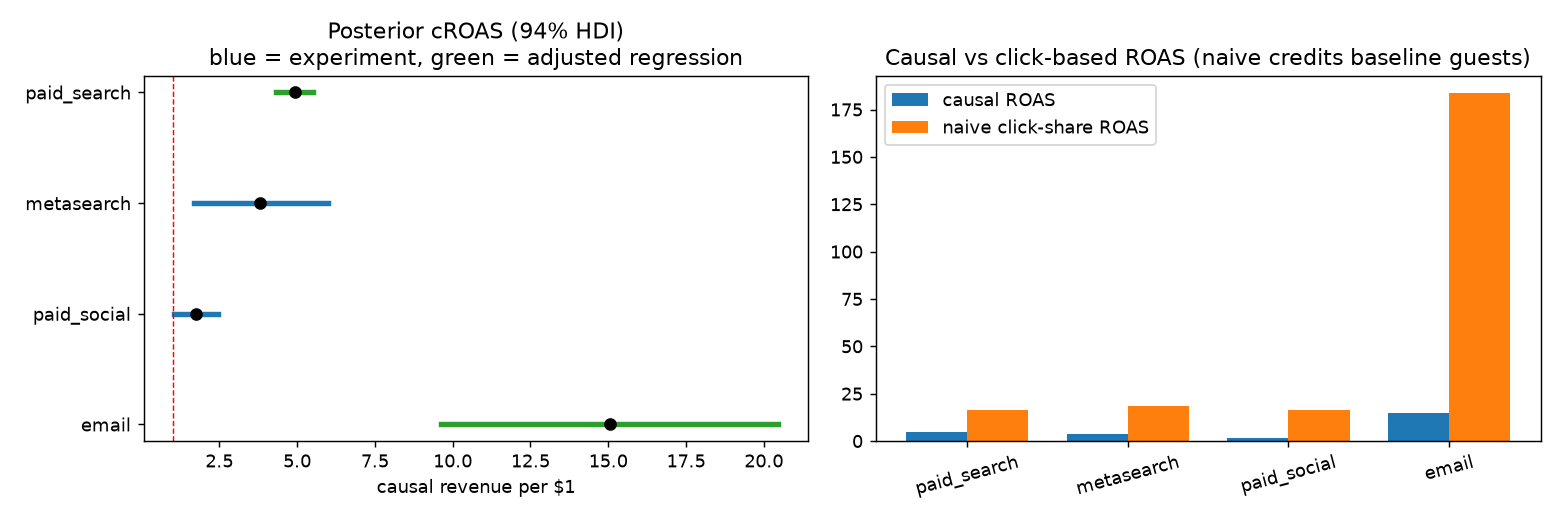 Posterior cROAS (94% HDI)
blue = experiment, green = adjusted regression
paid_search
metasearch
paid_social
email
2.5 5.0 7.5 10.0 12.5 15.0 17.5 20.0
causal revenue per $1
Causal vs click-based ROAS (naive credits baseline guests)
causal ROAS
naive click-share ROAS
175
150
125
100
75
50
25
0
paid_search metasearch paid_social email